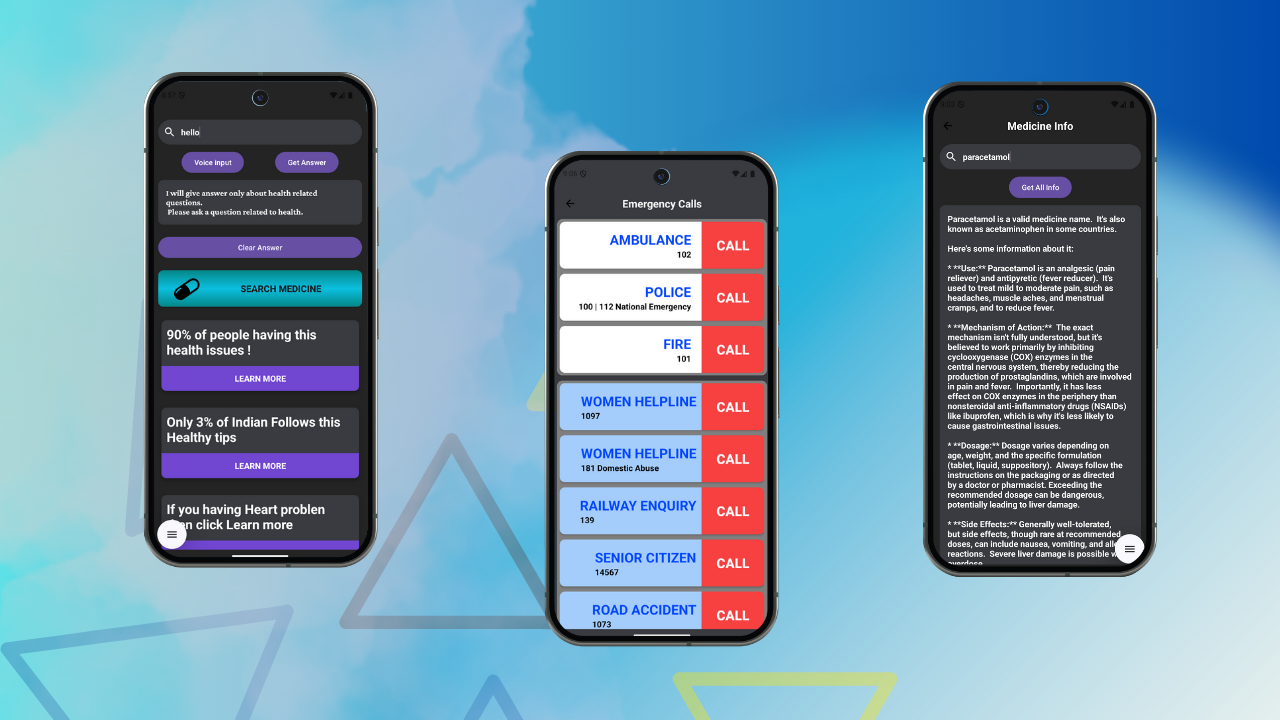 hello
Voice input
Get Answer
I will give answer only about health related
questions.
Please ask a question related to health.
Clear Answer
SEARCH MEDICINE
90% of people having this
health issues !
LEARN MORE
Only 3% of Indian Follows this
Healthy tips
LEARN MORE
If you having Heart problen
click Learn more
Emergency Calls
AMBULANCE
102
CALL
POLICE
100 | 112 National Emergency
CALL
FIRE
101
CALL
WOMEN HELPLINE
1097
CALL
WOMEN HELPLINE
181 Domestic Abuse
CALL
RAILWAY ENQUIRY
139
CALL
SENIOR CITIZEN
14567
CALL
ROAD ACCIDENT
1073
CALL
Medicine Info
paracetamol
Get All Info
Paracetamol is a valid medicine name. It's also
known as acetaminophen in some countries.
Here's some information about it:
* **Use:** Paracetamol is an analgesic (pain
reliever) and antipyretic (fever reducer). It's
used to treat mild to moderate pain, such as
headaches, muscle aches, and menstrual
cramps, and to reduce fever.
* **Mechanism of Action:** The exact
mechanism isn't fully understood, but it's
believed to work primarily by inhibiting
cyclooxygenase (COX) enzymes in the
central nervous system, thereby reducing the
production of prostaglandins, which are involved
in pain and fever. Importantly, it has less
effect on COX enzymes in the periphery than
nonsteroidal anti-inflammatory drugs (NSAIDs)
like ibuprofen, which is why it's less likely to
cause gastrointestinal issues.
* **Dosage:** Dosage varies depending on
age, weight, and the specific formulation
(tablet, liquid, suppository). Always follow the
instructions on the packaging or as directed
by a doctor or pharmacist. Exceeding the
recommended dosage can be dangerous,
potentially leading to liver damage.
* **Side Effects:** Generally well-tolerated,
but side effects, though rare at recommended
doses, can include nausea, vomiting, and
reactions. Severe liver damage is possible
overdose.